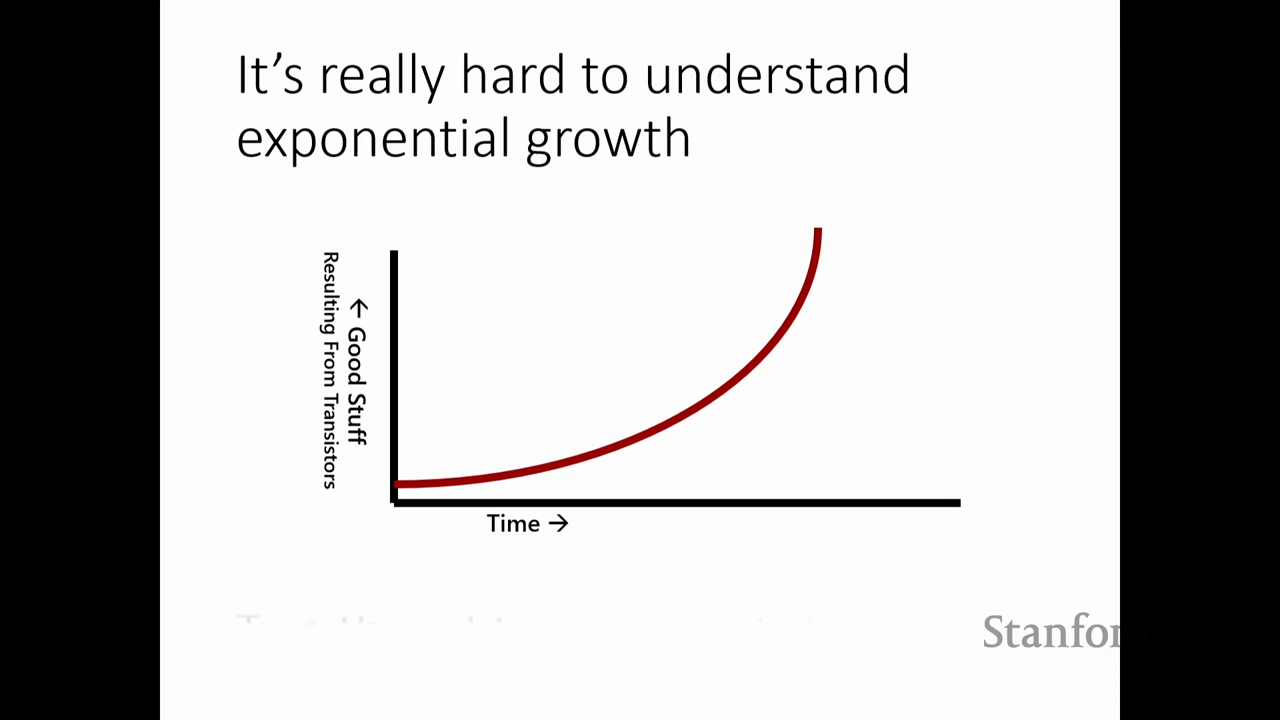 It's really hard to understand
exponential growth
← Good Stuff
Resulting From Transistors
Time →
Stanfor